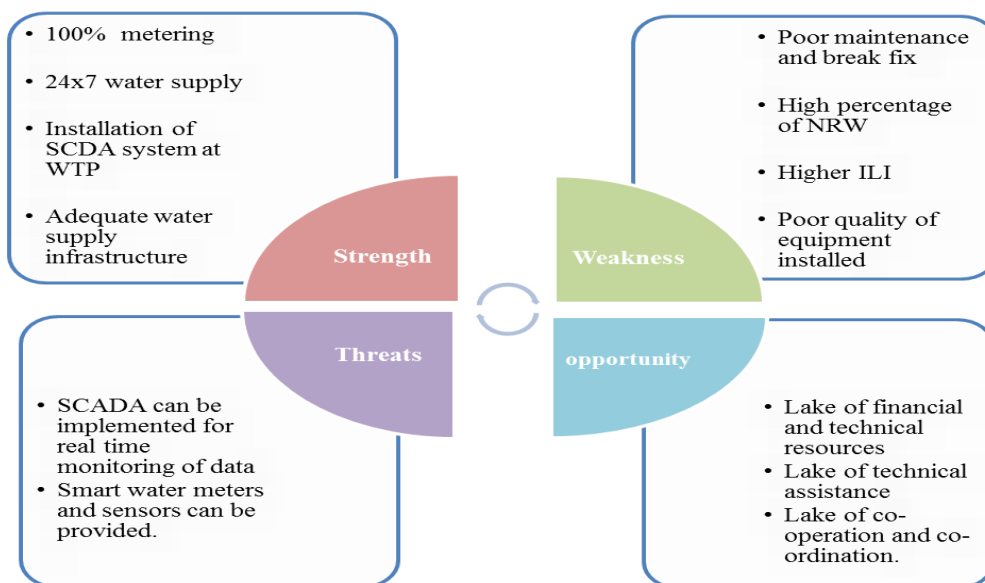 • 100% metering
• 24x7 water supply
• Installation of
SCDA system at
WTP
• Adequate water
supply
infrastructure
Strength
• Poor maintenance
and break fix
• High percentage
of NRW
• Higher ILI
• Poor quality of
equipment
installed
Weakness
Threats
• SCADA can be
implemented for
real time
monitoring of data
• Smart water meters
and sensors can be
provided.
opportunity
• Lake of financial
and technical
resources
• Lake of technical
assistance
• Lake of co-
operation and co-
ordination.